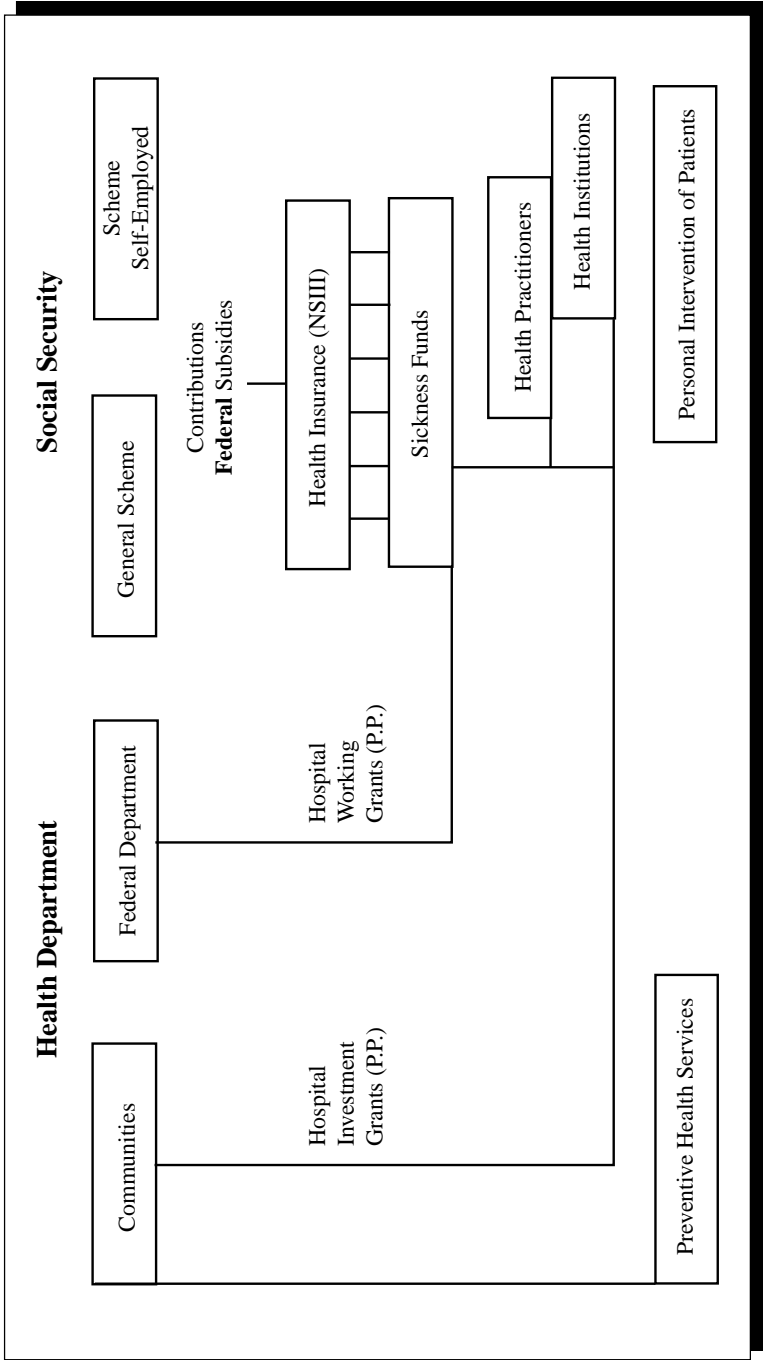 Health Department
Social Security
Communities
Federal Department
General Scheme
Scheme
Self-Employed
Contributions
Federal Subsidies
Hospital
Investment
Grants (P.P.)
Hospital
Working
Grants (P.P.)
Health Insurance (NSIII)
Sickness Funds
Health Practitioners
Health Institutions
Preventive Health Services
Personal Intervention of Patients